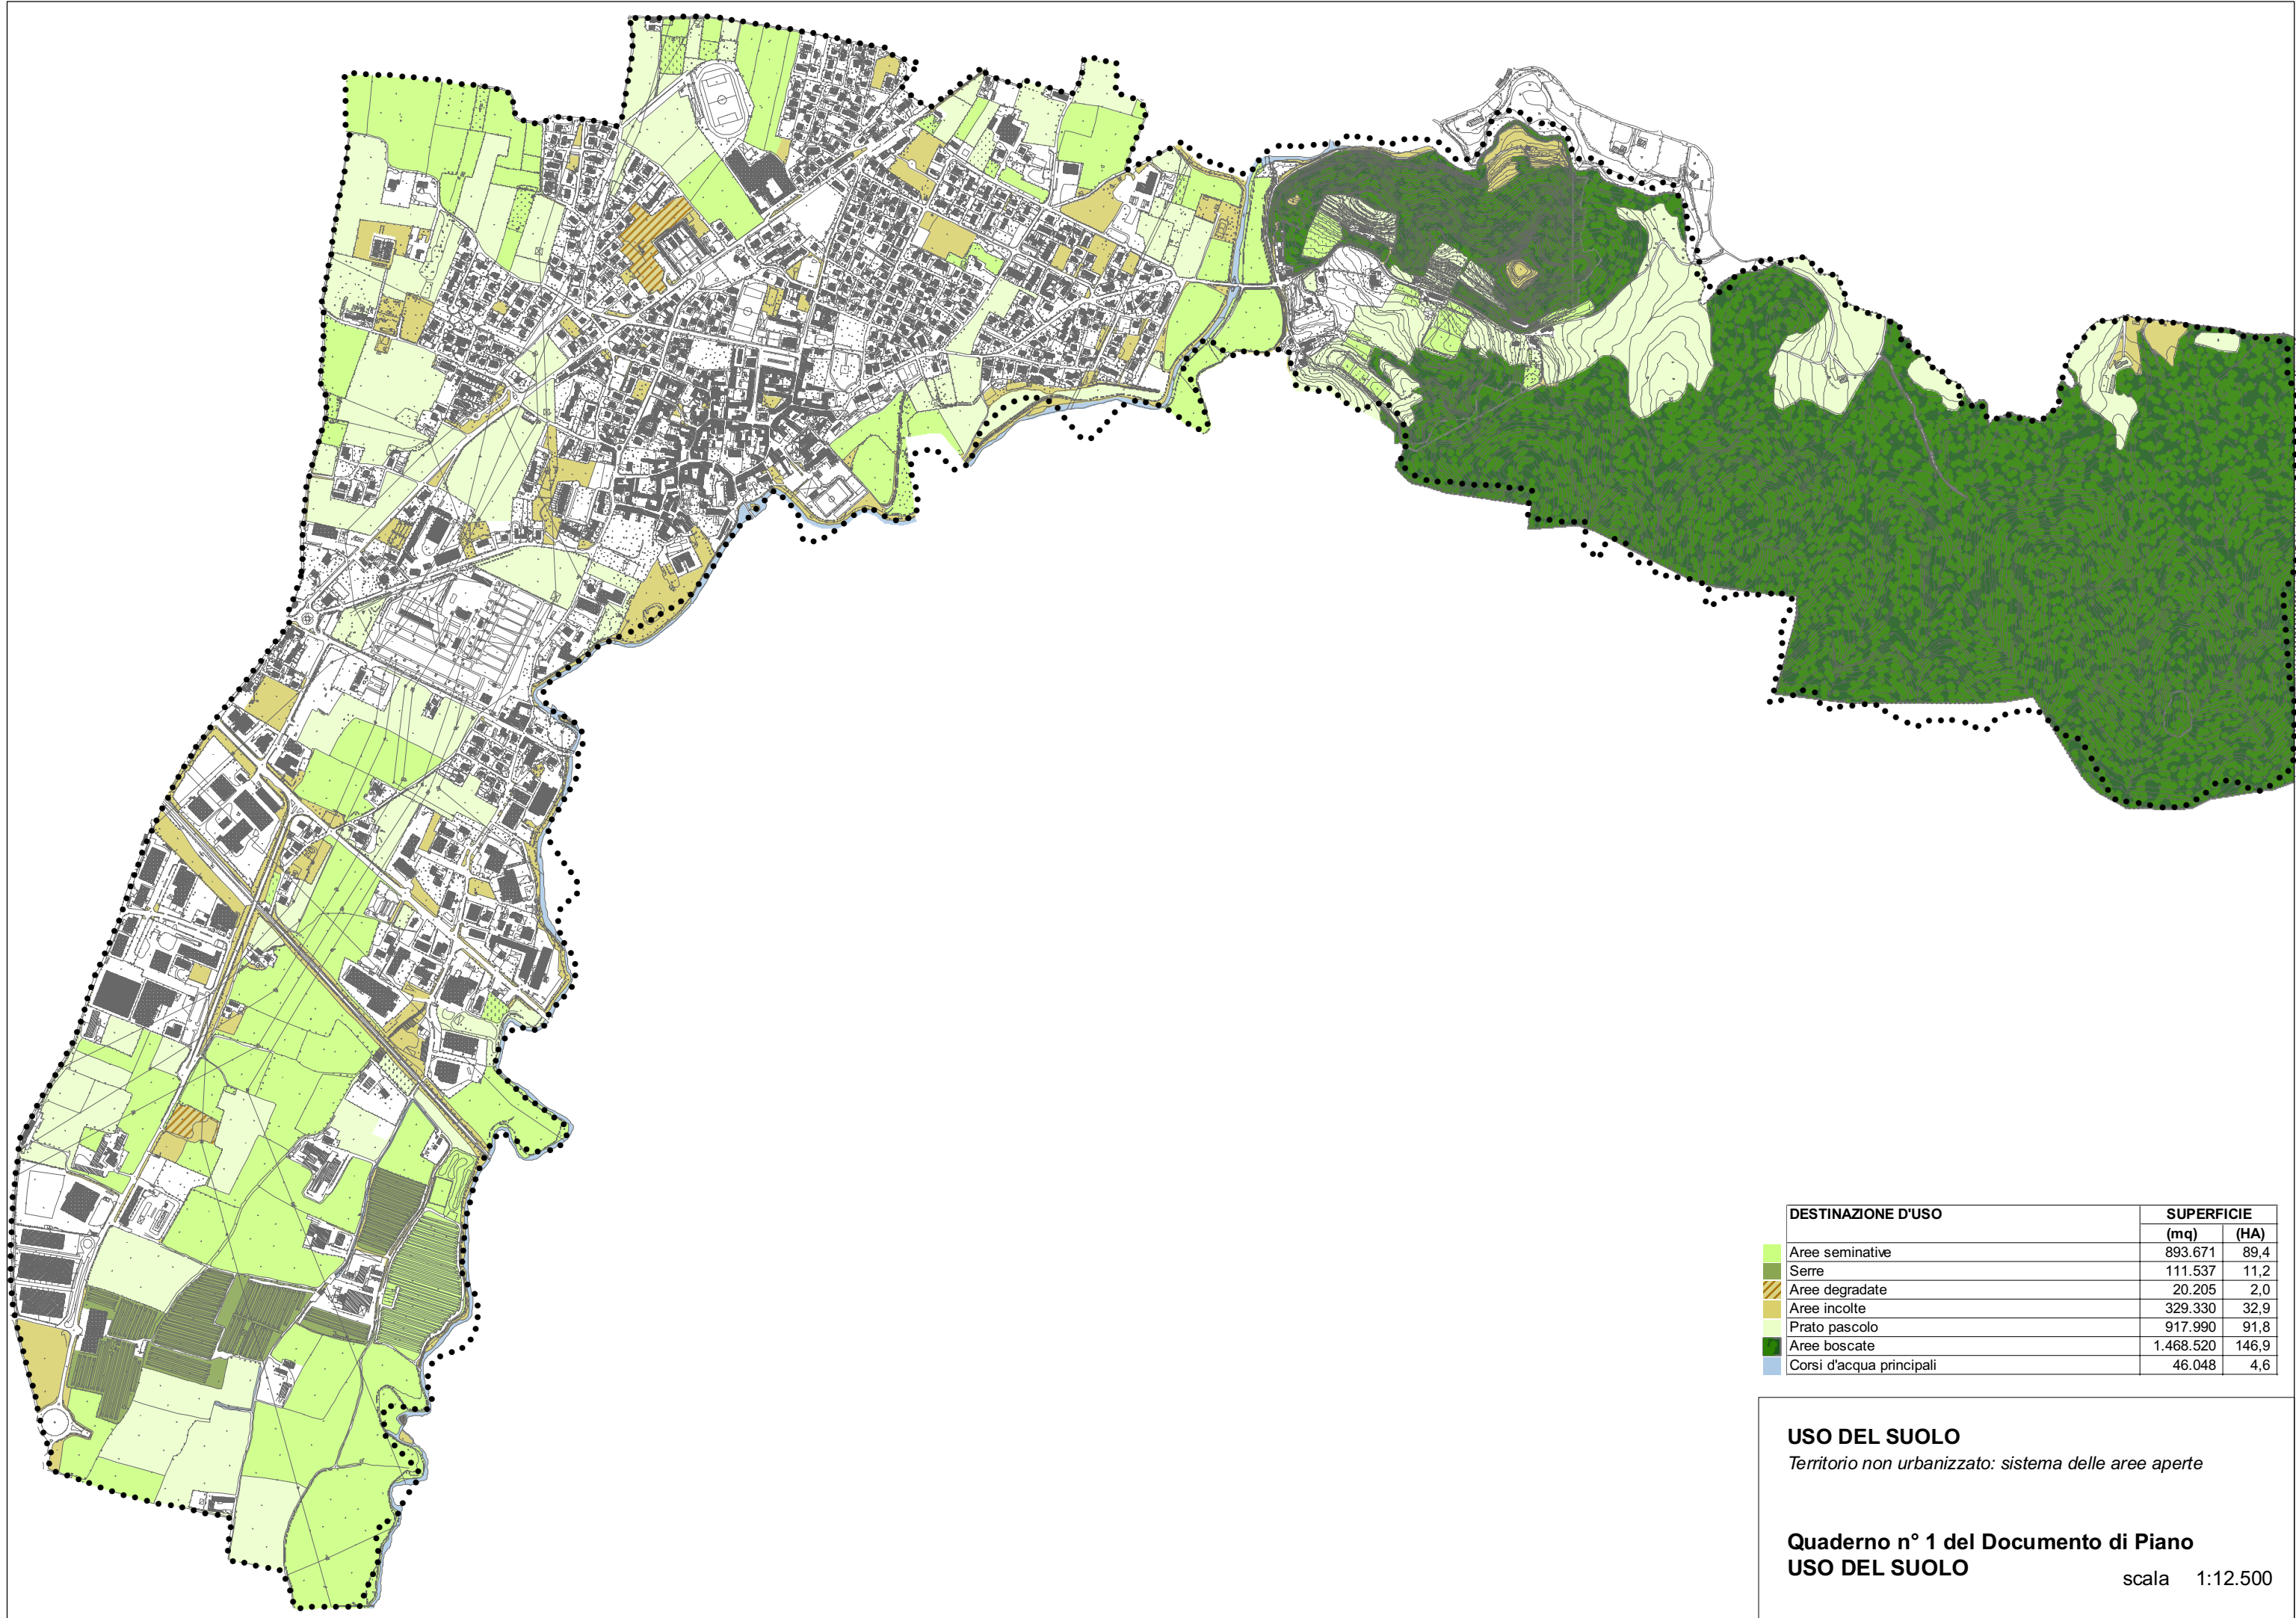 DESTINAZIONE D'USO SUPERFICIE
(mq) (HA)
Aree seminative 893.671 89,4
Serre 111.537 11,2
Aree degradate 20.205 2,0
Aree incolte 329.330 32,9
Prato pascolo 917.990 91,8
Aree boscate 1.468.520 146,9
Corsi d'acqua principali 46.048 4,6
USO DEL SUOLO
Territorio non urbanizzato: sistema delle aree aperte
Quaderno n° 1 del Documento di Piano
USO DEL SUOLO
scala 1:12.500